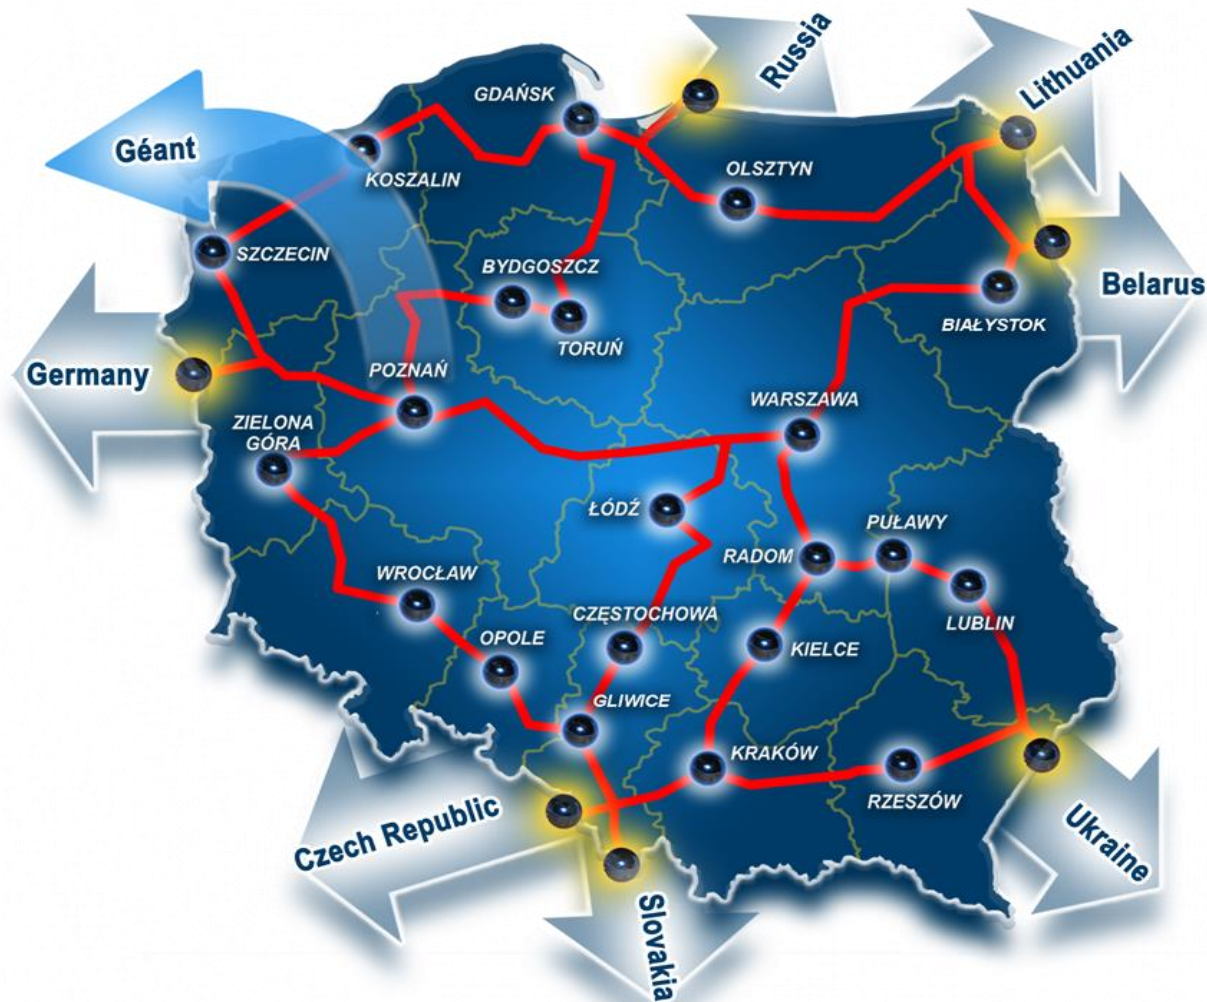 Russia
Lithuania
GDAŃSK
Géant
KOSZALIN
OLSZTYN
SZCZECIN
BYDGOSZCZ
Belarus
BIAŁYSTOK
TORUŃ
Germany
POZNAŃ
WARSZAWA
ZIELONA
GÓRA
ŁÓDŹ
PUŁAWY
RADOM
WROCŁAW
CZĘSTOCHOWA
LUBLIN
OPOLE
KIELCE
GLIWICE
KRAKÓW
RZESZÓW
Czech Republic
Ukraine
Slovakia